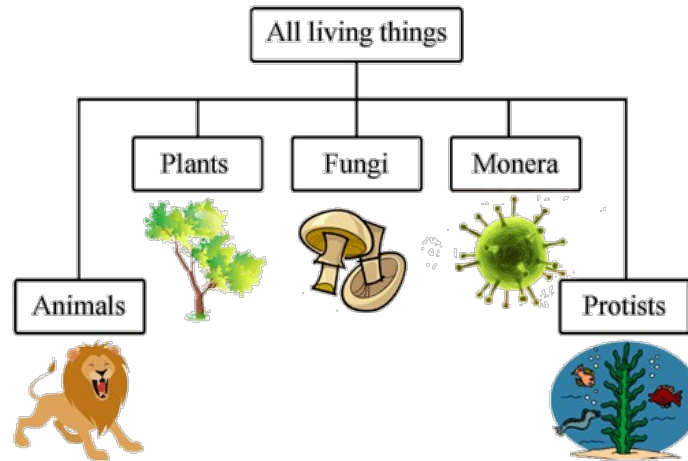 All living things
Plants
Fungi
Monera
Animals
Protists